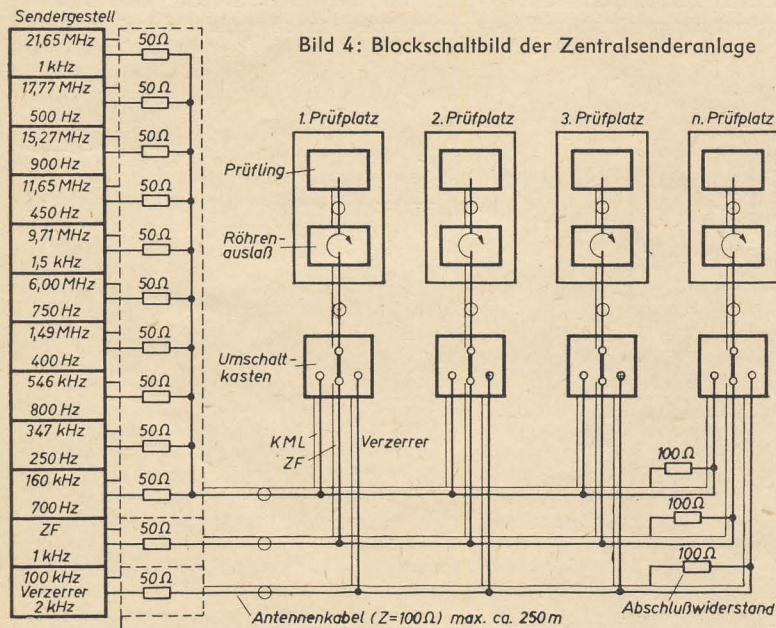 Sendergestell
Bild 4: Blockschaltbild der Zentralsenderanlage
21,65 MHz
1 kHz
50Ω
17,77 MHz
500 Hz
50Ω
15,27 MHz
900 Hz
50Ω
11,65 MHz
450 Hz
50Ω
9,71 MHz
1,5 kHz
50Ω
6,00 MHz
750 Hz
50Ω
1,49 MHz
400 Hz
50Ω
546 kHz
800 Hz
50Ω
347 kHz
250 Hz
50Ω
160 kHz
700 Hz
50Ω
ZF
1 kHz
50Ω
100 kHz
Verzerrer
2 kHz
50Ω
1. Prüfplatz
2. Prüfplatz
3. Prüfplatz
n. Prüfplatz
Prüfling
Röhren-
auslaß
Umschalt-
kasten
KML
ZF
Verzerrer
100Ω
100Ω
100Ω
Antennenkabel (Z=100Ω) max. ca. 250m
Abschlußwiderstand